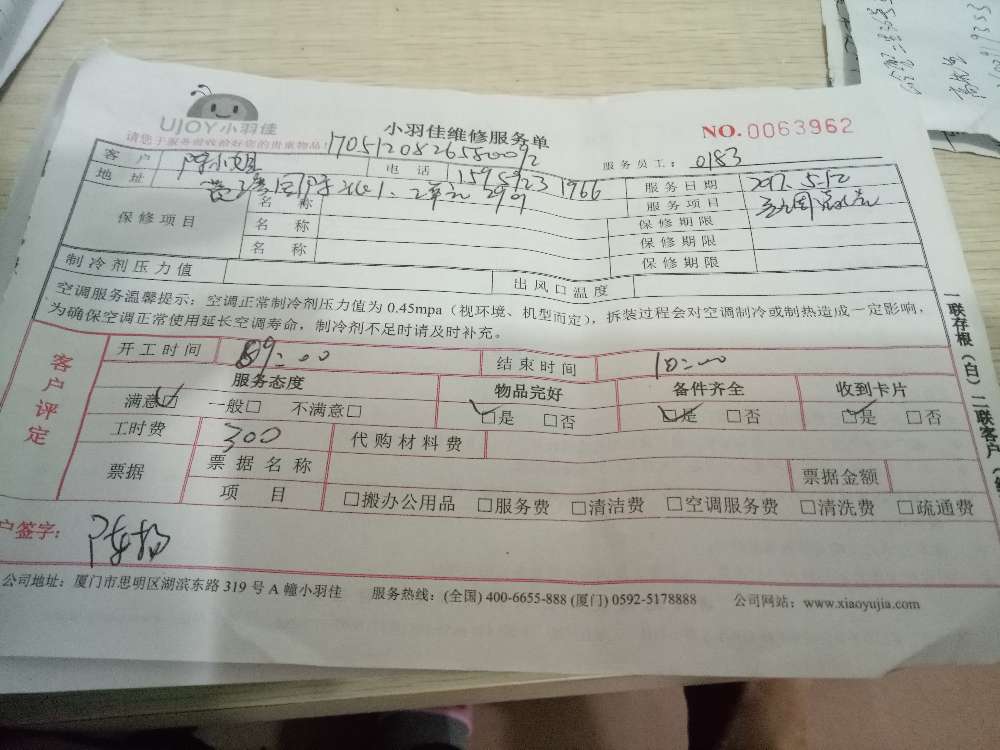 UJOY小羽佳
小羽佳维修服务单
NO.0063962
请您于服务前收拾好您的贵重物品!
服务员工: 0183
客户 陈小姐 电话 服务日期 2017.5.12
地址 服务项目
保修项目 名称 保修期限
名称 保修期限
名称 保修期限
制冷剂压力值 出风口温度
空调服务温馨提示:空调正常制冷剂压力值为 0.45mpa(视环境、机型而定),拆装过程会对空调制冷或制热造成一定影响,
为确保空调正常使用延长空调寿命,制冷剂不足时请及时补充。
客户评定
开工时间 9:00 结束时间 10:00
服务态度 物品完好 备件齐全 收到卡片
满意☑ 一般□ 不满意□ ☑是 □否 ☑是 □否 ☑是 □否
工时费 300 代购材料费
票据 票据名称 票据金额
项目 □搬办公用品 □服务费 □清洁费 □空调服务费 □清洗费 □疏通费
户签字: 陈杨
公司地址:厦门市思明区湖滨东路 319 号 A 幢小羽佳 服务热线:(全国) 400-6655-888 (厦门) 0592-5178888 公司网站:www.xiaoyujia.com
一联存根(白) 二联客户